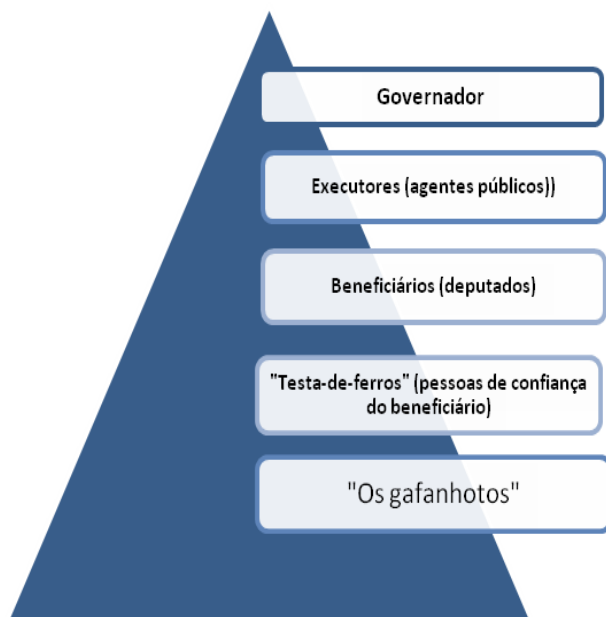 Governador
Executores (agentes públicos))
Beneficiários (deputados)
"Testa-de-ferros" (pessoas de confiança
do beneficiário)
"Os gafanhotos"